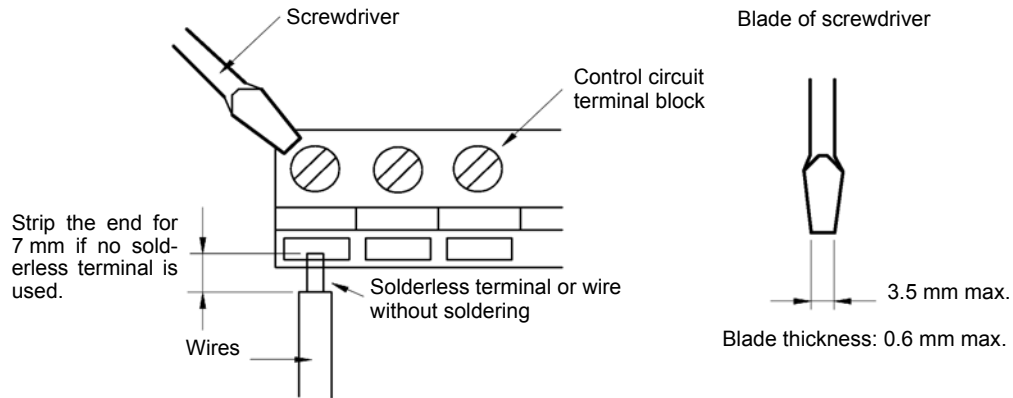 Screwdriver
Blade of screwdriver
Control circuit
terminal block
Strip the end for
7 mm if no sold-
erless terminal is
used.
Solderless terminal or wire
without soldering
Wires
3.5 mm max.
Blade thickness: 0.6 mm max.